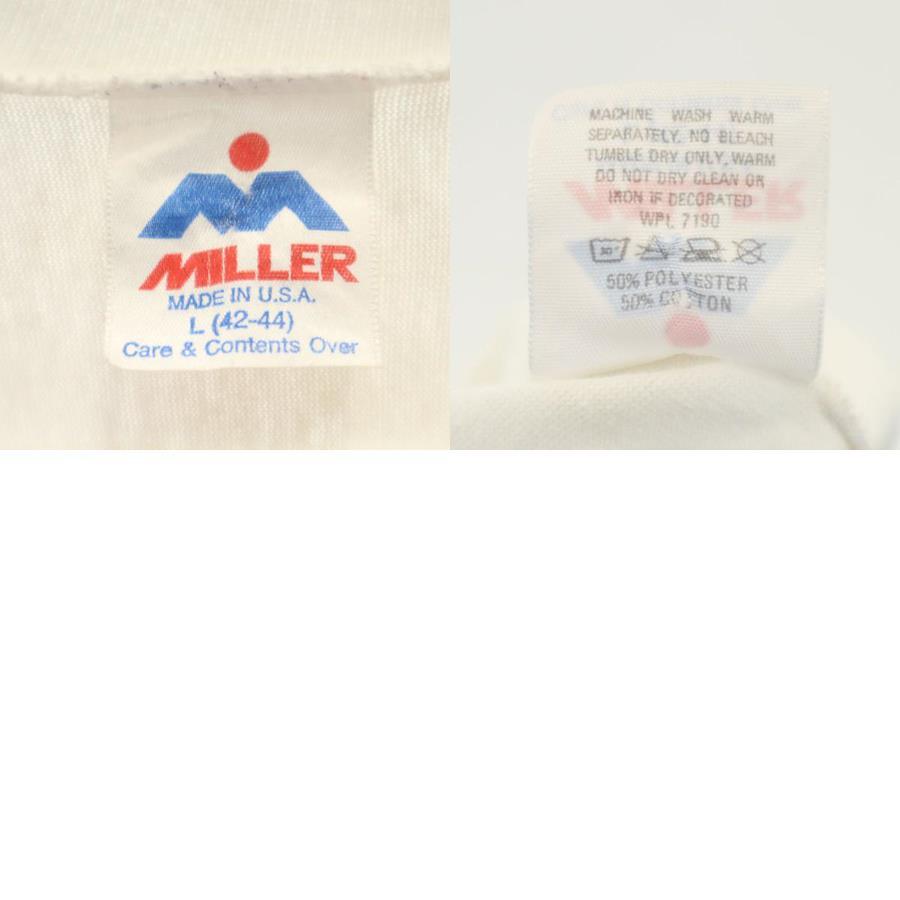 MILLER
MADE IN U.S.A.
L (42-44)
Care & Contents Over
MACHINE WASH WARM
SEPARATELY. NO BLEACH
TUMBLE DRY ONLY, WARM
DO NOT DRY CLEAN OR
IRON IF DECORATED
WPL 7190
50% POLYESTER
50% COTTON